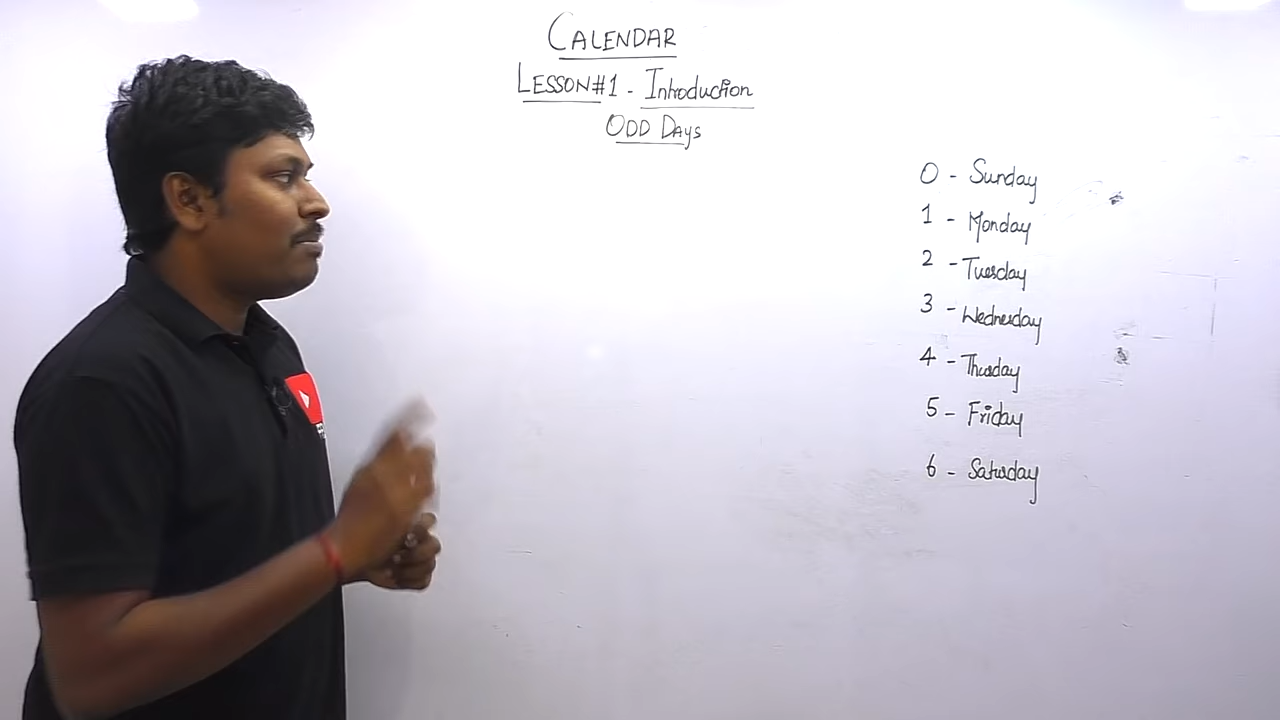 CALENDAR
LESSON#1 - Introduction
ODD DAYS
0 - Sunday
1 - Monday
2 - Tuesday
3 - Wednesday
4 - Thursday
5 - Friday
6 - Saturday